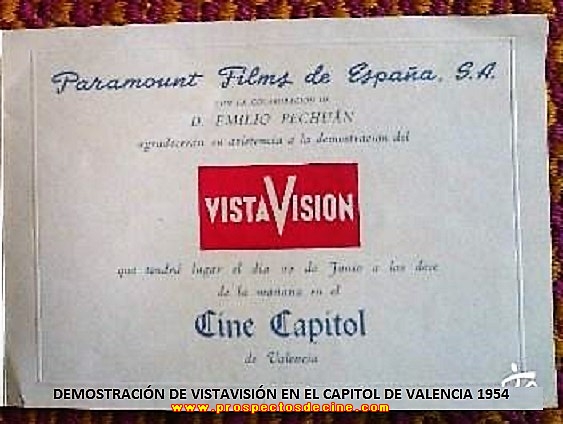 Paramount Films de España, S.A.
CON LA COLABORACIÓN DE
D. EMILIO PECHUÁN
agradecerán su asistencia a la demostración del
VISTAVISION
que tendrá lugar el día de Junio a las doce
de la mañana en el
Cine Capitol
de Valencia
DEMOSTRACIÓN DE VISTAVISIÓN EN EL CAPITOL DE VALENCIA 1954
www.prospectosdecine.com